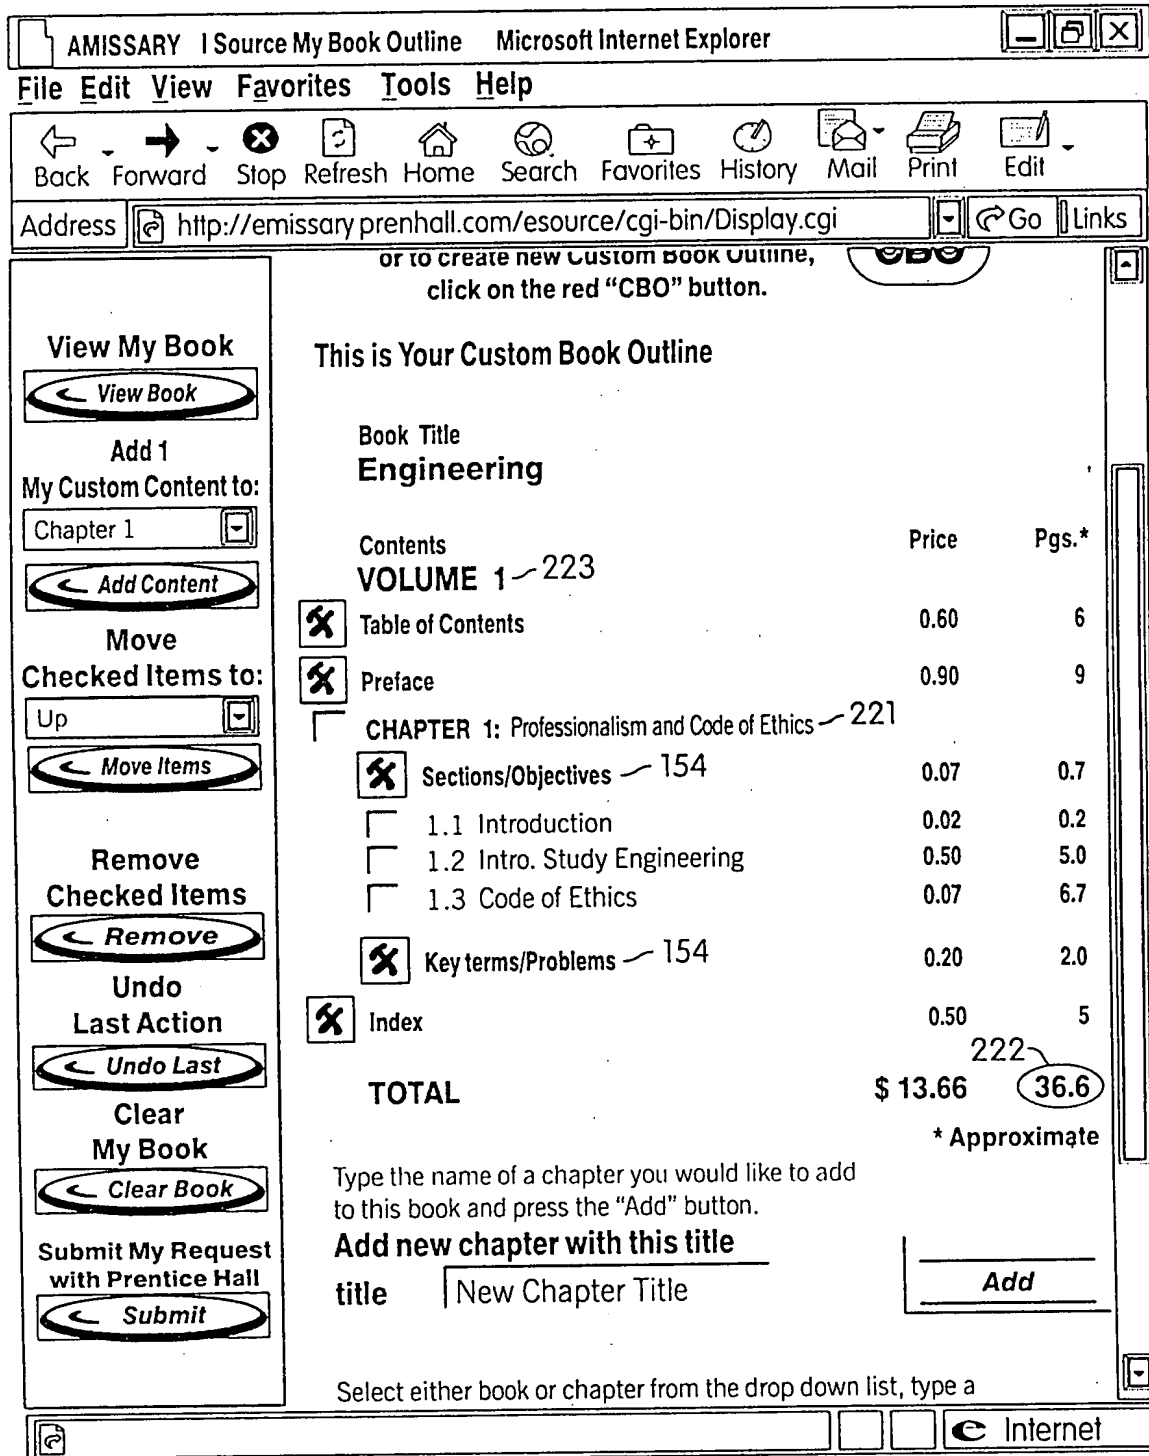 AMISSARY I Source My Book Outline Microsoft Internet Explorer
File Edit View Favorites Tools Help
Back Forward Stop Refresh Home Search Favorites History Mail Print Edit
Address http://emissary prenhall.com/esource/cgi-bin/Display.cgi Go Links
or to create new Custom Book Outline,
click on the red “CBO” button.
CBO
View My Book
View Book
Add 1
My Custom Content to:
Chapter 1
Add Content
Move
Checked Items to:
Up
Move Items
Remove
Checked Items
Remove
Undo
Last Action
Undo Last
Clear
My Book
Clear Book
Submit My Request
with Prentice Hall
Submit
This is Your Custom Book Outline
Book Title
Engineering
Contents Price Pgs.*
VOLUME 1 223
Table of Contents 0.60 6
Preface 0.90 9
CHAPTER 1: Professionalism and Code of Ethics 221
Sections/Objectives 154 0.07 0.7
1.1 Introduction 0.02 0.2
1.2 Intro. Study Engineering 0.50 5.0
1.3 Code of Ethics 0.07 6.7
Key terms/Problems 154 0.20 2.0
Index 0.50 5
222
TOTAL $ 13.66 36.6
* Approximate
Type the name of a chapter you would like to add
to this book and press the “Add” button.
Add new chapter with this title
title New Chapter Title Add
Select either book or chapter from the drop down list, type a
Internet